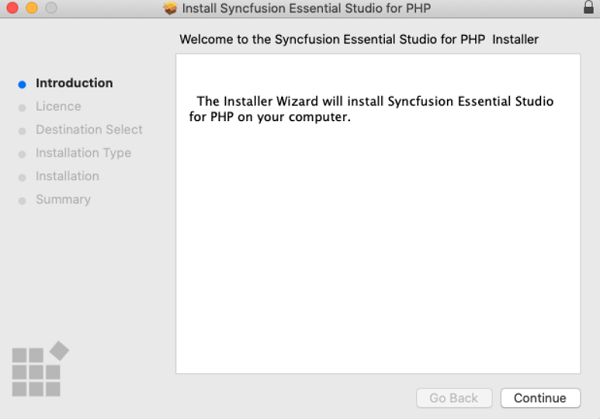 Install Syncfusion Essential Studio for PHP
Welcome to the Syncfusion Essential Studio for PHP  Installer
Introduction
Licence
Destination Select
Installation Type
Installation
Summary
The Installer Wizard will install Syncfusion Essential Studio
for PHP on your computer.
Go Back
Continue